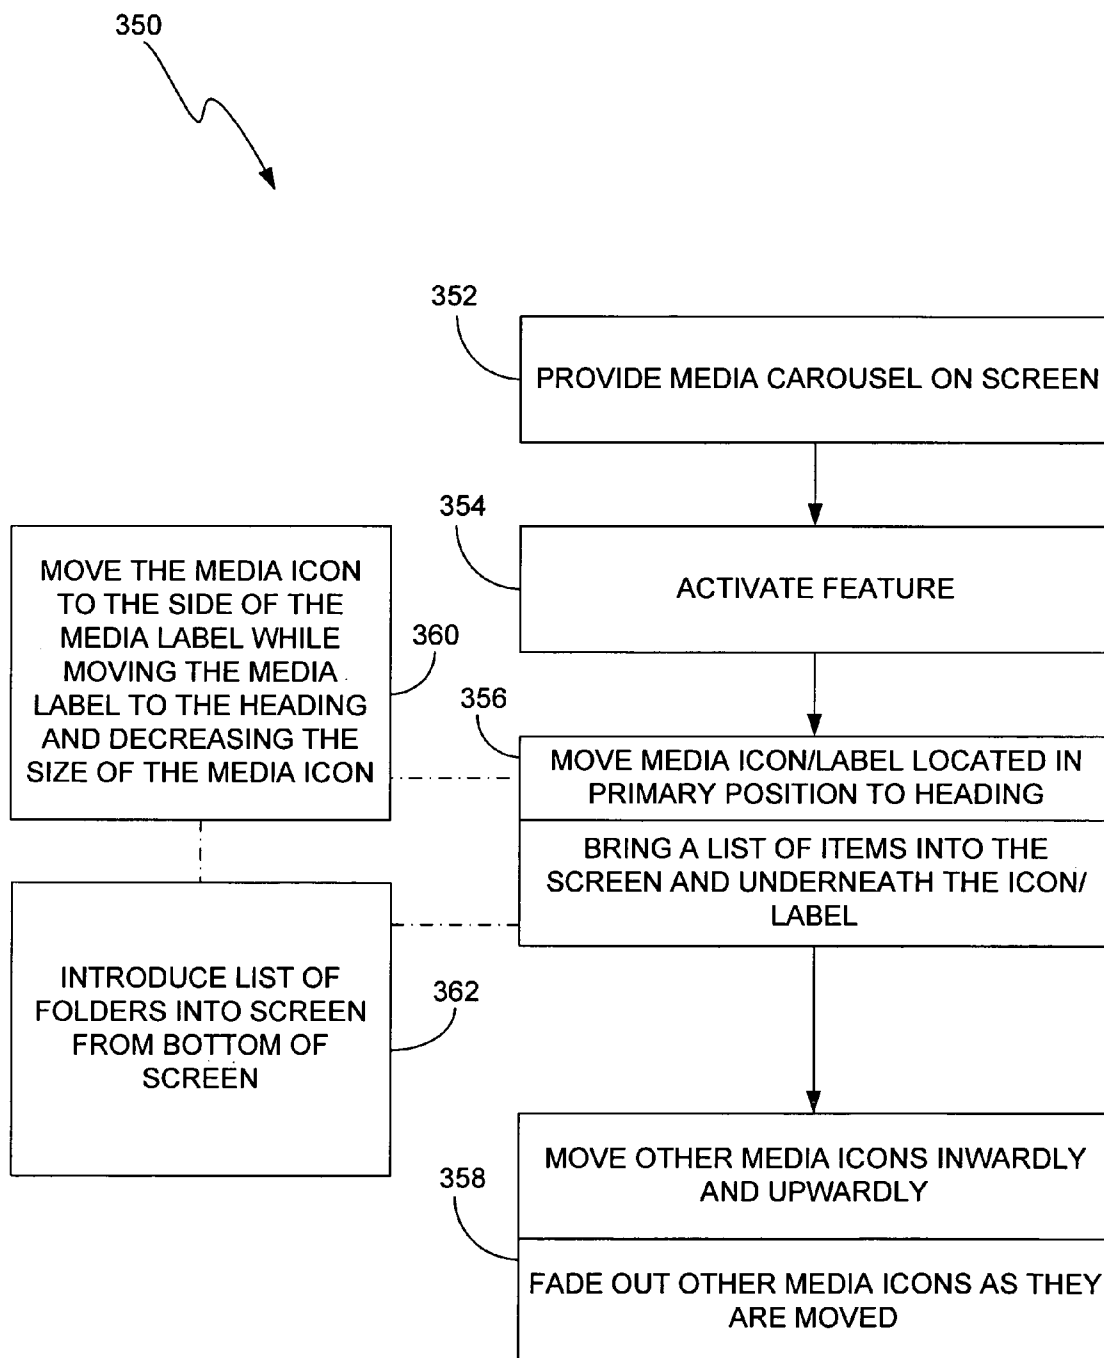 350
352
PROVIDE MEDIA CAROUSEL ON SCREEN
354
ACTIVATE FEATURE
MOVE THE MEDIA ICON
TO THE SIDE OF THE
MEDIA LABEL WHILE
MOVING THE MEDIA
LABEL TO THE HEADING
AND DECREASING THE
SIZE OF THE MEDIA ICON
360
356
MOVE MEDIA ICON/LABEL LOCATED IN
PRIMARY POSITION TO HEADING
BRING A LIST OF ITEMS INTO THE
SCREEN AND UNDERNEATH THE ICON/
LABEL
INTRODUCE LIST OF
FOLDERS INTO SCREEN
FROM BOTTOM OF
SCREEN
362
358
MOVE OTHER MEDIA ICONS INWARDLY
AND UPWARDLY
FADE OUT OTHER MEDIA ICONS AS THEY
ARE MOVED